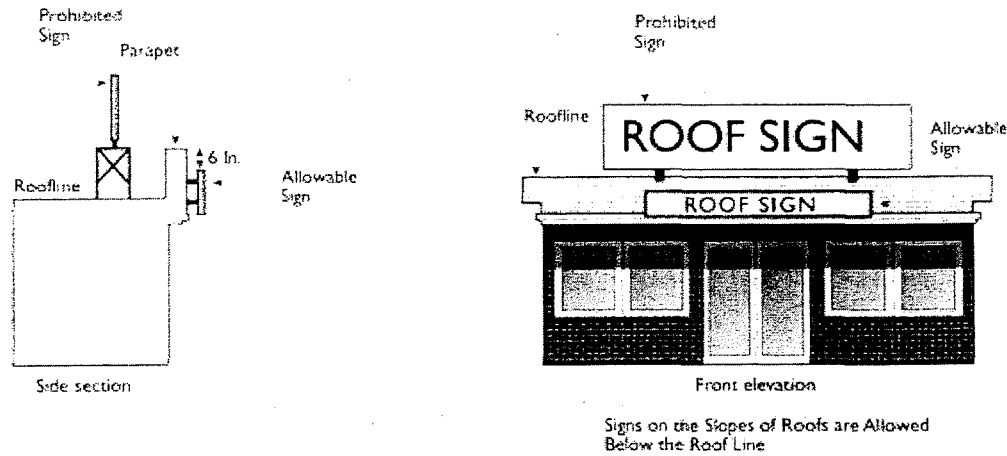 Prohibited
Sign
Parapet
6 In.
Roofline
Allowable
Sign
Side section
Prohibited
Sign
Roofline
ROOF SIGN
Allowable
Sign
ROOF SIGN
Front elevation
Signs on the Slopes of Roofs are Allowed
Below the Roof Line